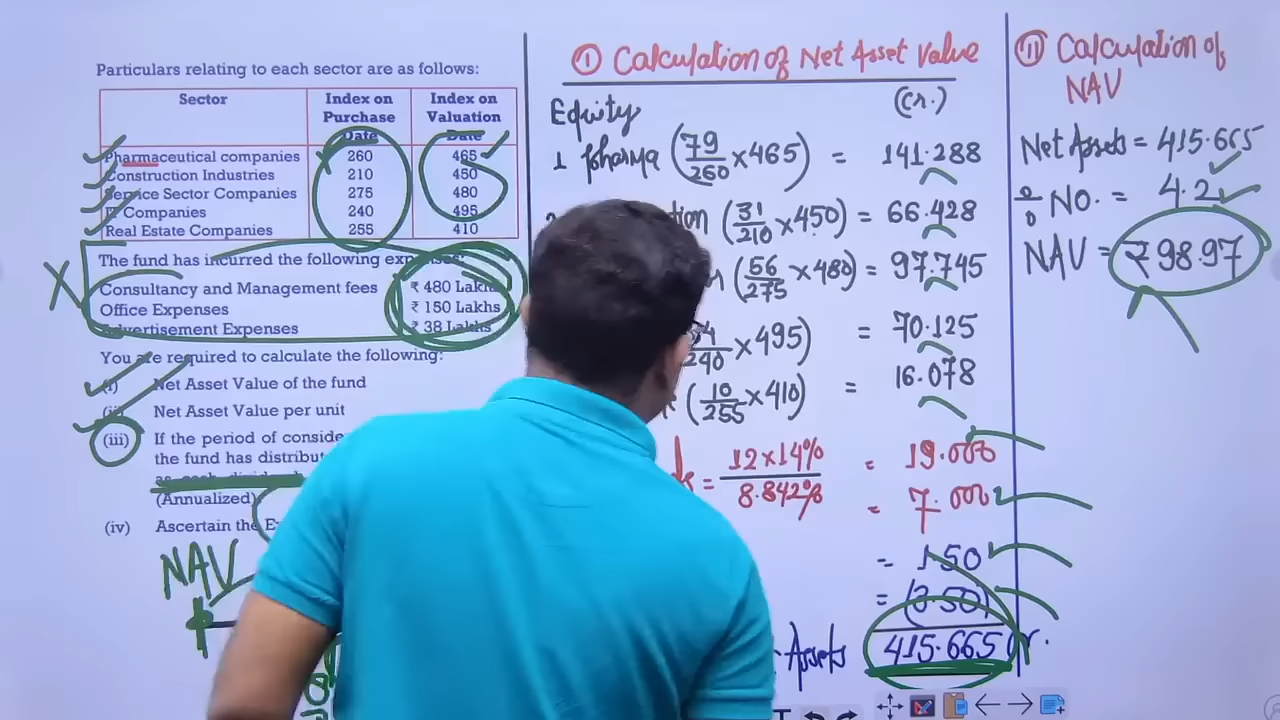 Particulars relating to each sector are as follows:
Sector Index on Purchase Date Index on Valuation Date
Pharmaceutical companies 260 465
Construction Industries 210 450
Service Sector Companies 275 480
IT Companies 240 495
Real Estate Companies 255 410
The fund has incurred the following expenses:
Consultancy and Management fees ₹ 480 Lakhs
Office Expenses ₹ 150 Lakhs
Advertisement Expenses ₹ 38 Lakhs
You are required to calculate the following:
(i) Net Asset Value of the fund
(ii) Net Asset Value per unit
(iii) If the period of conside
the fund has distribut
(Annualized)
(iv) Ascertain the
NAV
① Calculation of Net Asset Value
(cr.)
Equity
1 pharma (79/260 × 465) = 141.288
(31/210 × 450) = 66.428
(56/275 × 480) = 97.745
240 × 495) = 70.125
(10/255 × 410) = 16.078
= 19.000
= 12 × 14% / 8.842% = 7.000
= 1.50
= (0.50)
Assets 415.665 cr.
Calculation of
NAV
Net Assets = 415.665
NO. = 4.2
NAV = ₹98.97